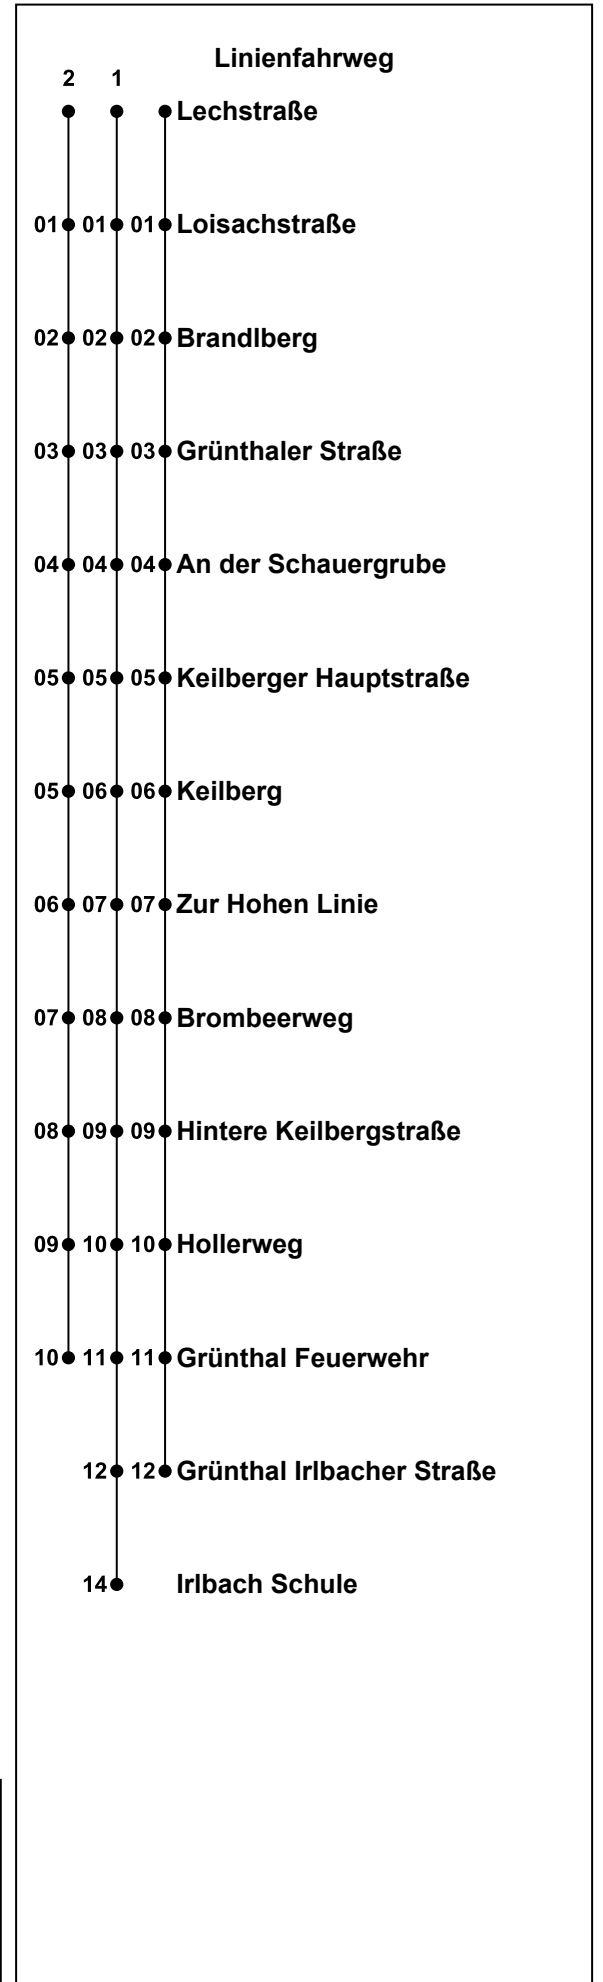 Linienfahrweg
2 1
Lechstraße
01 01 01 Loisachstraße
02 02 02 Brandlberg
03 03 03 Grünthaler Straße
04 04 04 An der Schauergrube
05 05 05 Keilberger Hauptstraße
05 06 06 Keilberg
06 07 07 Zur Hohen Linie
07 08 08 Brombeerweg
08 09 09 Hintere Keilbergstraße
09 10 10 Hollerweg
10 11 11 Grünthal Feuerwehr
12 12 Grünthal Irlbacher Straße
14 Irlbach Schule